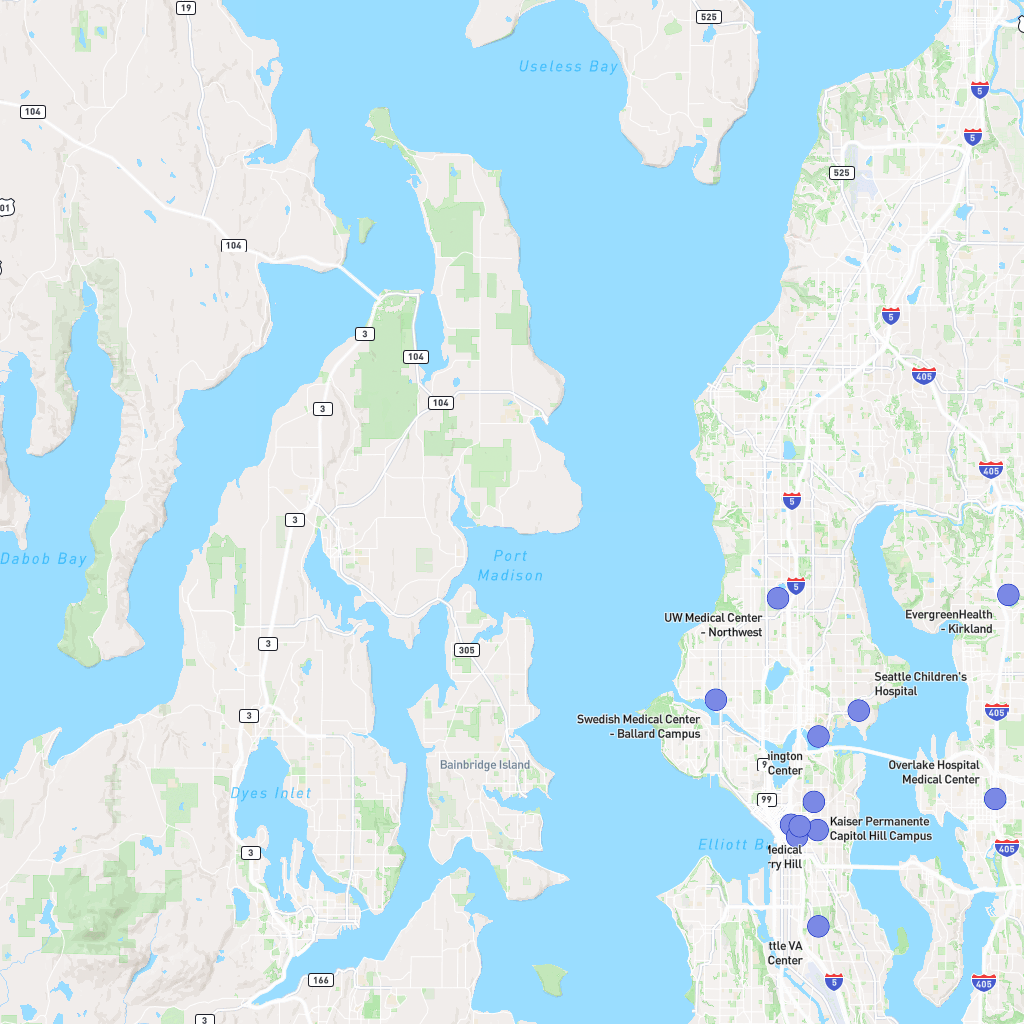 19
525
Useless Bay
5
104
5
525
01
104
5
3
104
405
3
104
405
5
3
Port
Madison
Dabob Bay
5
UW Medical Center
- Northwest
EvergreenHealth
- Kirkland
3
305
Seattle Children's
Hospital
3
Swedish Medical Center
- Ballard Campus
405
ington
Center
9
Overlake Hospital
Medical Center
Bainbridge Island
Dyes Inlet
99
Kaiser Permanente
Capitol Hill Campus
Elliott B
Medical
rry Hill
405
3
ttle VA
Center
166
5
405
3